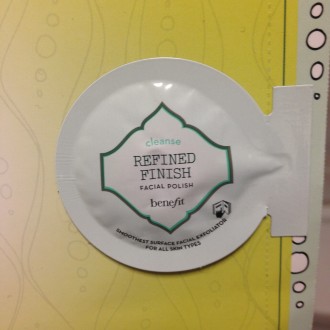 cleanse
REFINED
FINISH
FACIAL POLISH
benefit
SMOOTHEST SURFACE FACIAL EXFOLIATOR
FOR ALL SKIN TYPES